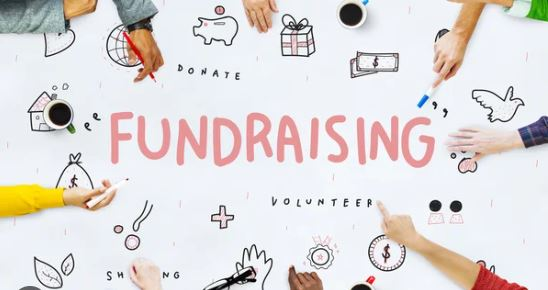 DONATE
FUNDRAISING
VOLUNTEER
$
$
$